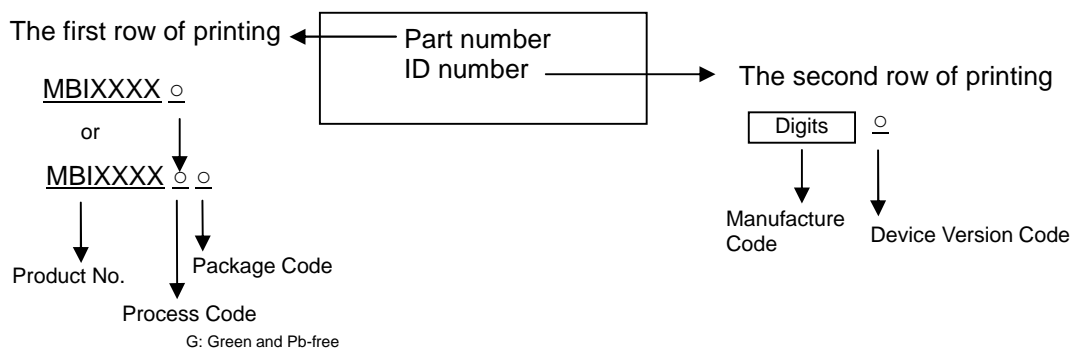 The first row of printing
Part number
ID number
The second row of printing
MBIXXXX ○
or
MBIXXXX ○ ○
Product No.
Package Code
Process Code
G: Green and Pb-free
Digits ○
Manufacture
Code
Device Version Code